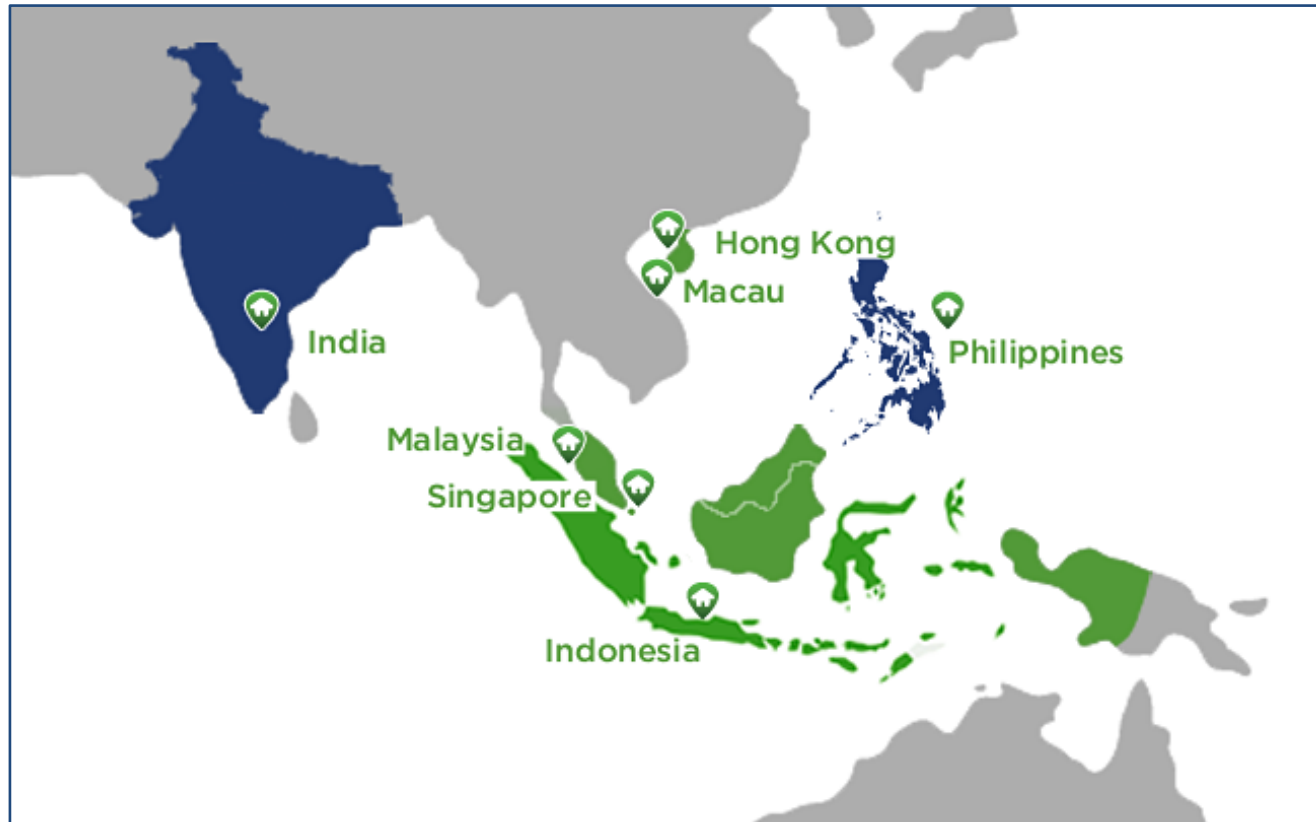 Hong Kong
Macau
India
Philippines
Malaysia
Singapore
Indonesia